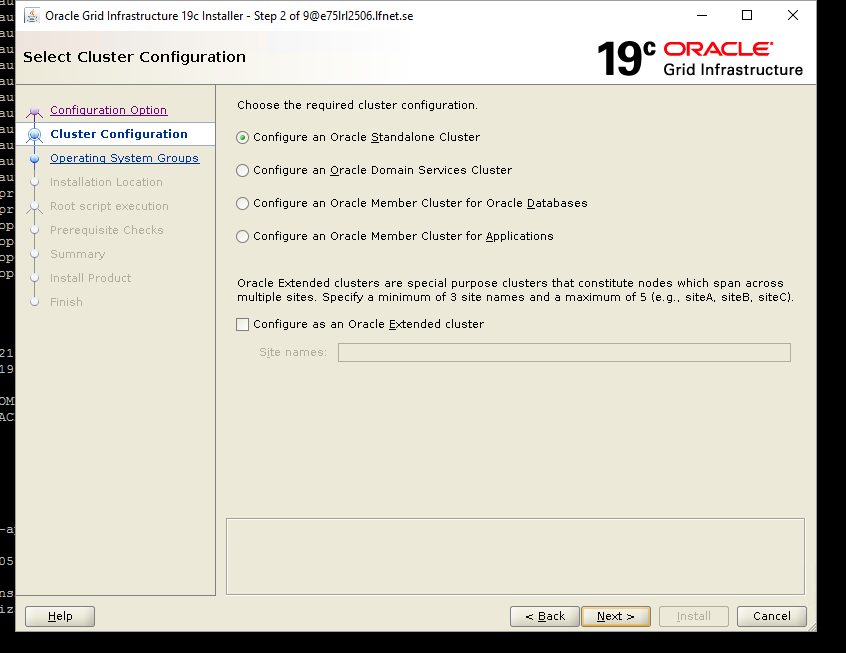 Oracle Grid Infrastructure 19c Installer - Step 2 of 9@e75lrl2506.lfnet.se
Select Cluster Configuration
19c ORACLE
Grid Infrastructure
Configuration Option
Cluster Configuration
Operating System Groups
Installation Location
Root script execution
Prerequisite Checks
Summary
Install Product
Finish
Choose the required cluster configuration.
Configure an Oracle Standalone Cluster
Configure an Oracle Domain Services Cluster
Configure an Oracle Member Cluster for Oracle Databases
Configure an Oracle Member Cluster for Applications
Oracle Extended clusters are special purpose clusters that constitute nodes which span across
multiple sites. Specify a minimum of 3 site names and a maximum of 5 (e.g., siteA, siteB, siteC).
Configure as an Oracle Extended cluster
Site names:
Help
< Back
Next >
Install
Cancel